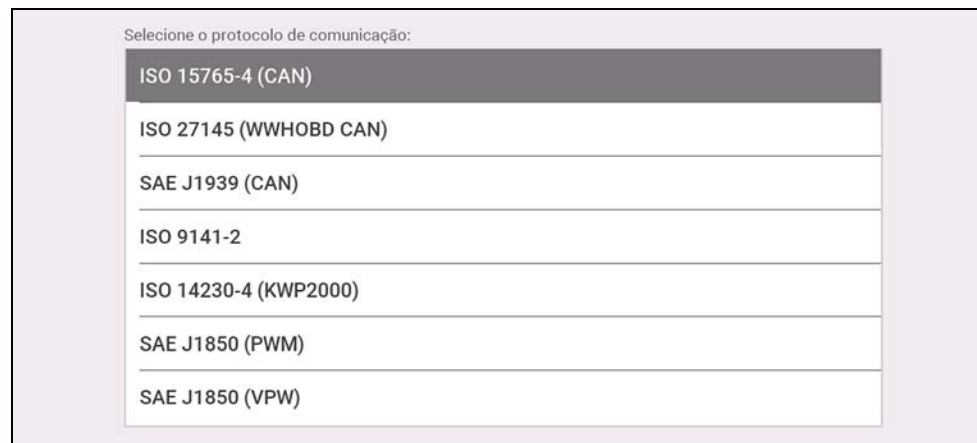 Selecione o protocolo de comunicação:
ISO 15765-4 (CAN)
ISO 27145 (WWHOBD CAN)
SAE J1939 (CAN)
ISO 9141-2
ISO 14230-4 (KWP2000)
SAE J1850 (PWM)
SAE J1850 (VPW)